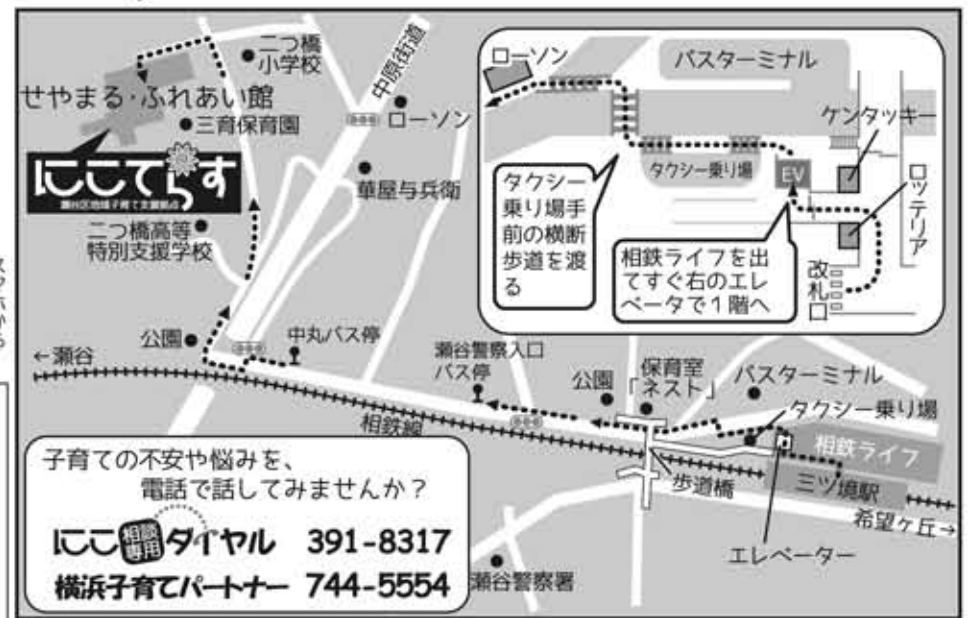 二つ橋
小学校
中原街道
ローソン
せやまる・ふれあい館
三育保育園
にこてらす
瀬谷区地域子育て支援拠点
華屋与兵衛
二つ橋高等
特別支援学校
公園
中丸バス停
←瀬谷
相鉄線
瀬谷警察入口
バス停
公園
保育室
「ネスト」
バスターミナル
タクシー乗り場
相鉄ライフ
三ツ境駅
希望ケ丘→
歩道橋
エレベーター
瀬谷警察署
ローソン
バスターミナル
ケンタッキー
タクシー乗り場
EV
ロッテリア
改札口
タクシー
乗り場手
前の横断
歩道を渡
る
相鉄ライフを出
てすぐ右のエレ
ベータで1階へ
子育ての不安や悩みを、
電話で話してみませんか?
にこ相談専用ダイヤル 391-8317
横浜子育てパートナー 744-5554